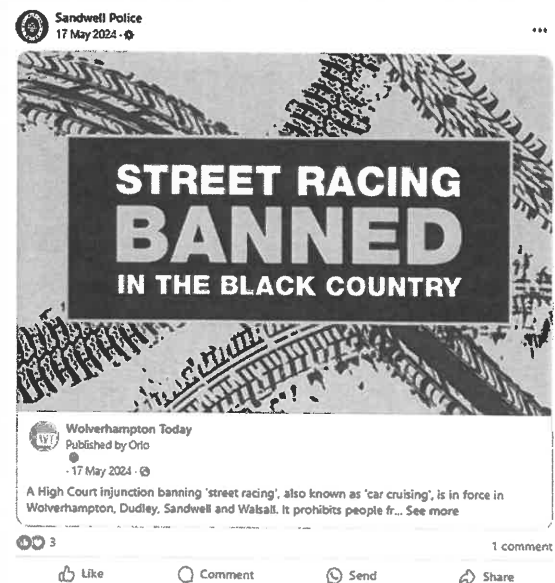 Sandwell Police
17 May 2024 ·
STREET RACING
BANNED
IN THE BLACK COUNTRY
Wolverhampton Today
Published by Orlo
· 17 May 2024 ·
A High Court injunction banning 'street racing', also known as 'car cruising', is in force in
Wolverhampton, Dudley, Sandwell and Walsall. It prohibits people fr... See more
3
1 comment
Like
Comment
Send
Share